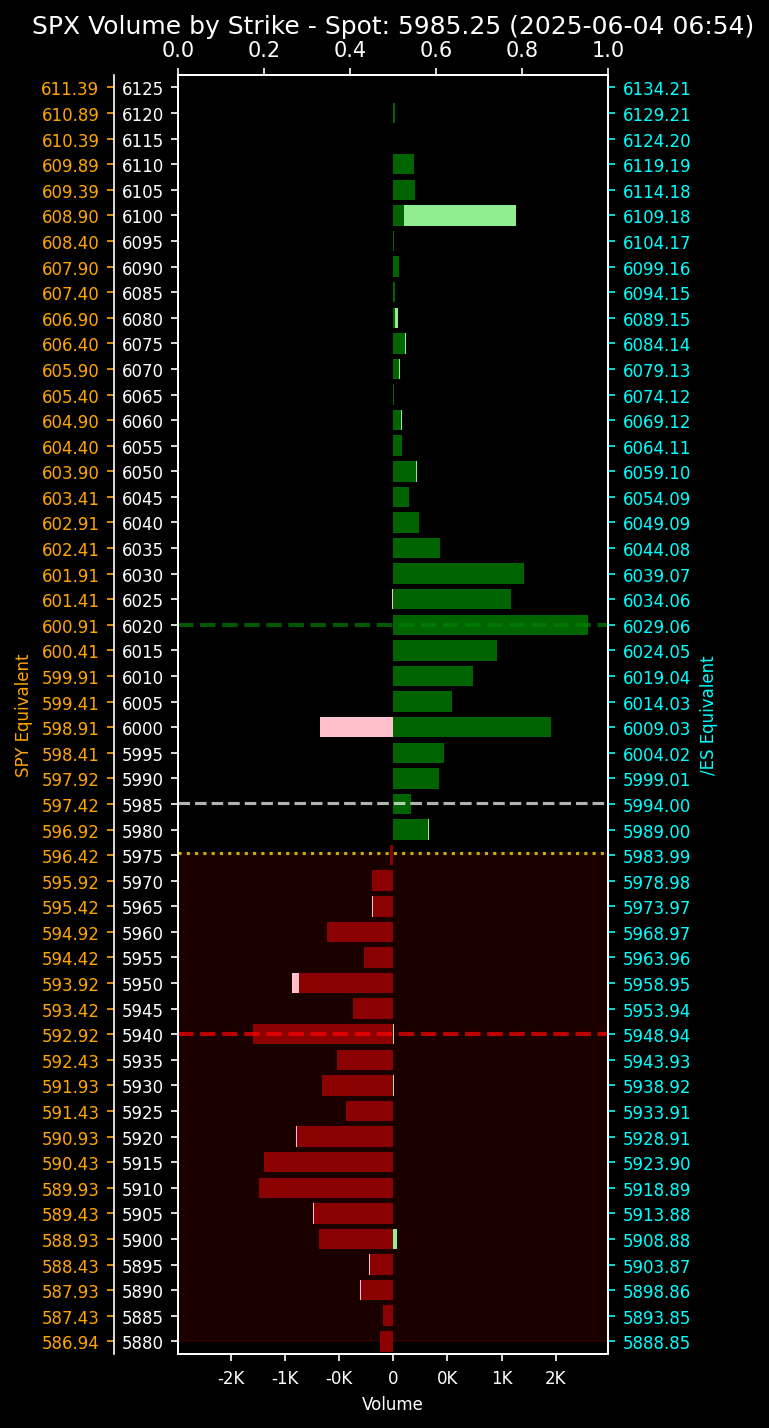 SPX Volume by Strike - Spot: 5985.25 (2025-06-04 06:54)
0.0 0.2 0.4 0.6 0.8 1.0
611.39 6125 6134.21
610.89 6120 6129.21
610.39 6115 6124.20
609.89 6110 6119.19
609.39 6105 6114.18
608.90 6100 6109.18
608.40 6095 6104.17
607.90 6090 6099.16
607.40 6085 6094.15
606.90 6080 6089.15
606.40 6075 6084.14
605.90 6070 6079.13
605.40 6065 6074.12
604.90 6060 6069.12
604.40 6055 6064.11
603.90 6050 6059.10
603.41 6045 6054.09
602.91 6040 6049.09
602.41 6035 6044.08
601.91 6030 6039.07
601.41 6025 6034.06
600.91 6020 6029.06
600.41 6015 6024.05
599.91 6010 6019.04
599.41 6005 6014.03
598.91 6000 6009.03
598.41 5995 6004.02
597.92 5990 5999.01
597.42 5985 5994.00
596.92 5980 5989.00
596.42 5975 5983.99
595.92 5970 5978.98
595.42 5965 5973.97
594.92 5960 5968.97
594.42 5955 5963.96
593.92 5950 5958.95
593.42 5945 5953.94
592.92 5940 5948.94
592.43 5935 5943.93
591.93 5930 5938.92
591.43 5925 5933.91
590.93 5920 5928.91
590.43 5915 5923.90
589.93 5910 5918.89
589.43 5905 5913.88
588.93 5900 5908.88
588.43 5895 5903.87
587.93 5890 5898.86
587.43 5885 5893.85
586.94 5880 5888.85
SPY Equivalent
/ES Equivalent
-2K -1K -0K 0 0K 1K 2K
Volume